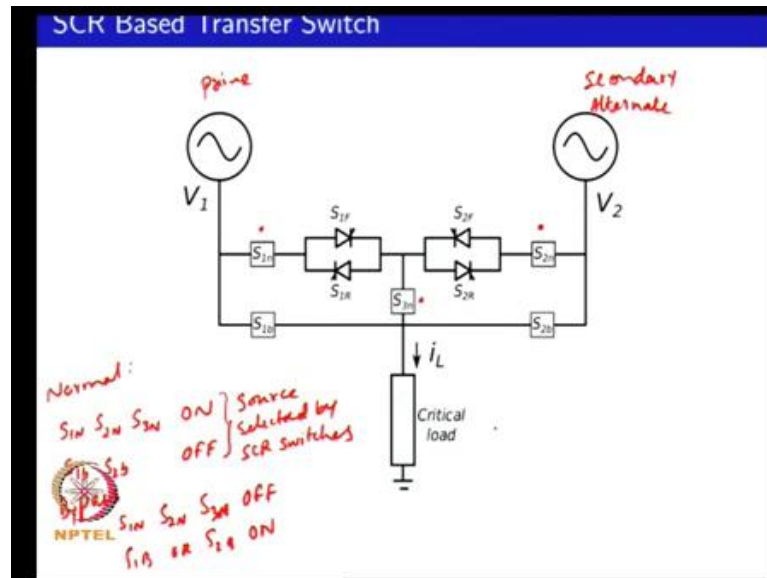 SCR Based Transfer Switch
Prime
Secondary
Alternate
V1
V2
S1F
S2F
S1n
S2n
S1R
S2R
S3n
S1b
S2b
iL
Critical
load
Normal:
S1N S2N S3N ON } Source
selected by
S1b S2b OFF } SCR switches
S1N S2N S3N OFF
S1B or S2B ON
NPTEL